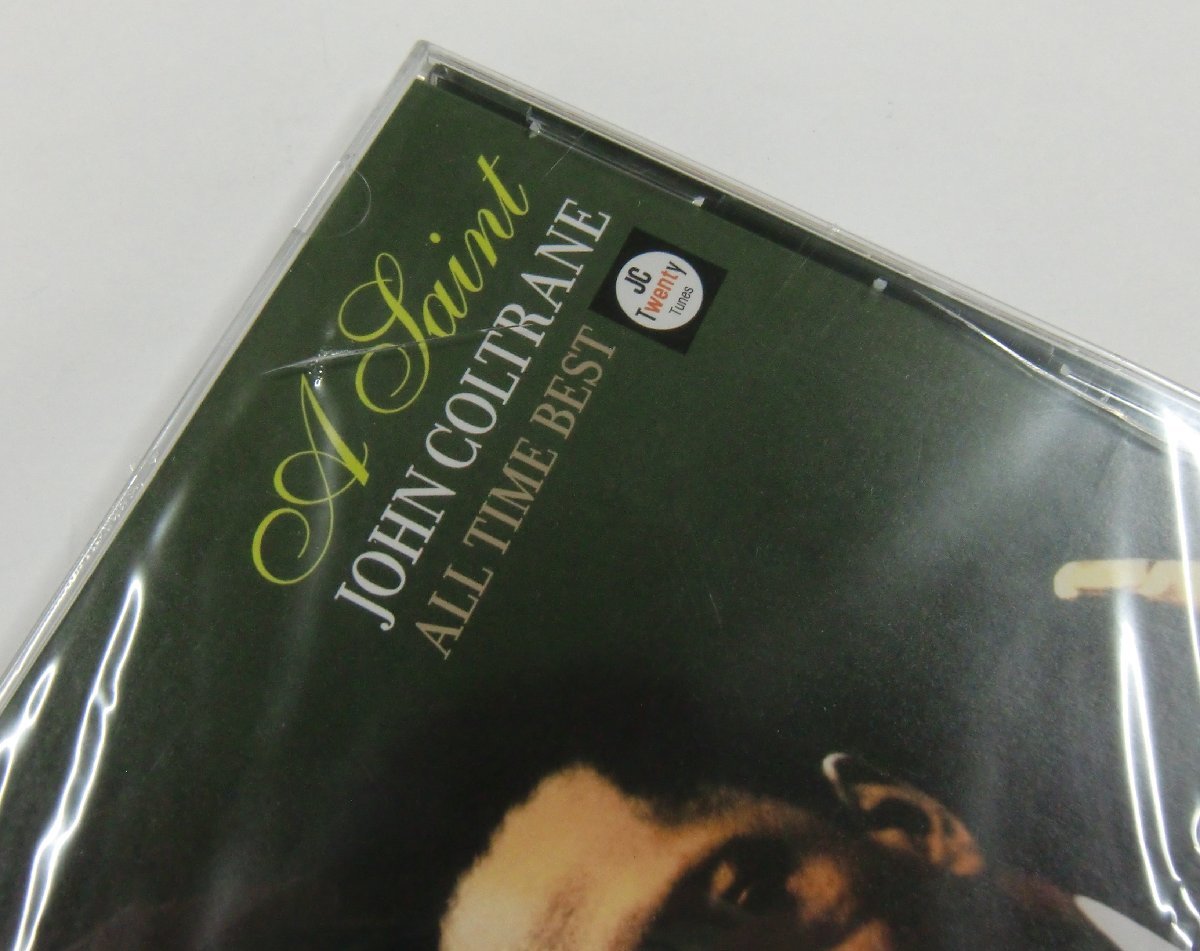 A Saint
JOHN COLTRANE
ALL TIME BEST
JC
Twenty
Tunes